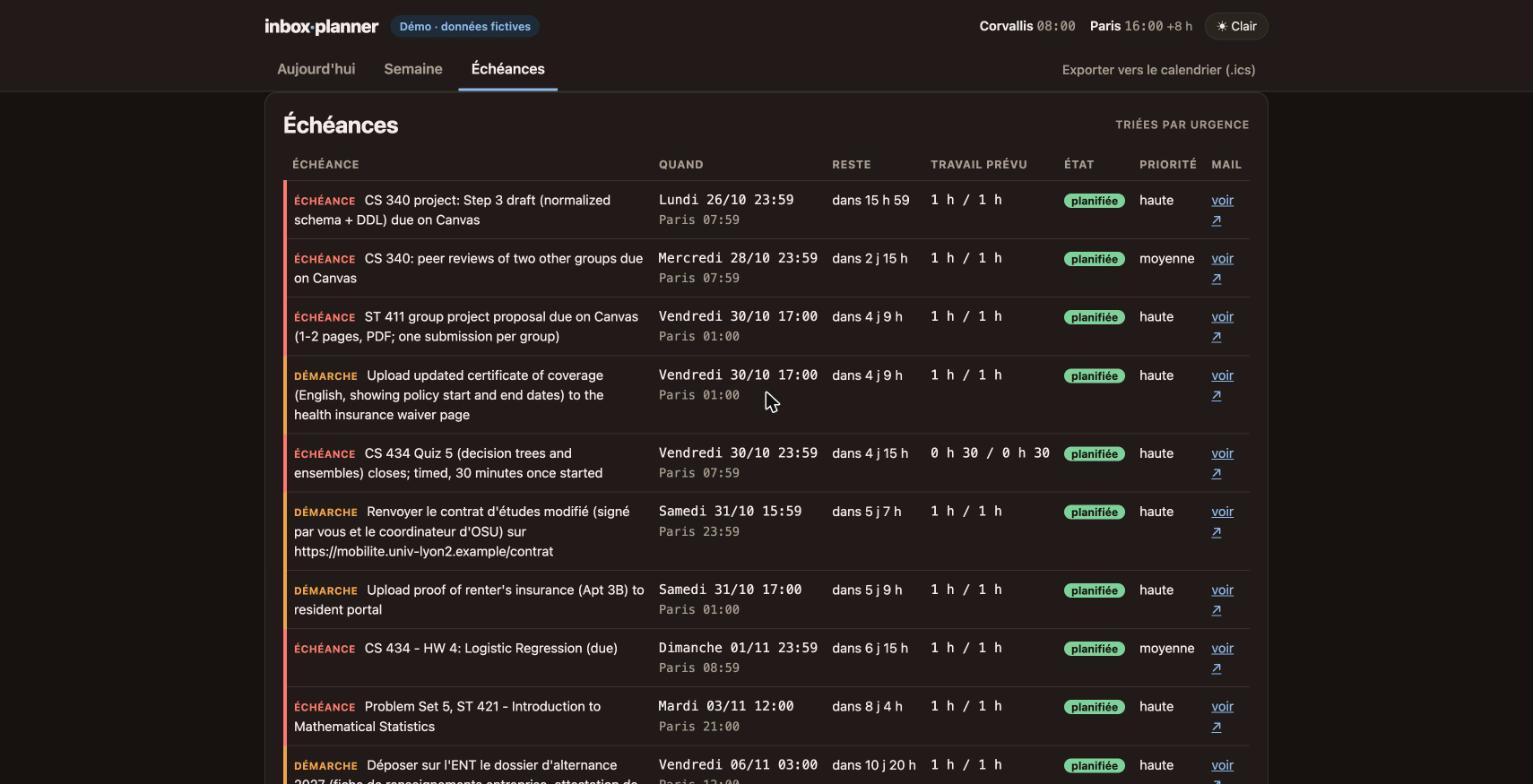 inbox·planner Démo · données fictives Corvallis 08:00 Paris 16:00 +8 h ☀ Clair
Aujourd'hui Semaine Échéances Exporter vers le calendrier (.ics)
Échéances TRIÉES PAR URGENCE
ÉCHÉANCE QUAND RESTE TRAVAIL PRÉVU ÉTAT PRIORITÉ MAIL
ÉCHÉANCE CS 340 project: Step 3 draft (normalized Lundi 26/10 23:59 dans 15 h 59 1 h / 1 h planifiée haute voir
schema + DDL) due on Canvas Paris 07:59 ↗
ÉCHÉANCE CS 340: peer reviews of two other groups due Mercredi 28/10 23:59 dans 2 j 15 h 1 h / 1 h planifiée moyenne voir
on Canvas Paris 07:59 ↗
ÉCHÉANCE ST 411 group project proposal due on Canvas Vendredi 30/10 17:00 dans 4 j 9 h 1 h / 1 h planifiée haute voir
(1-2 pages, PDF; one submission per group) Paris 01:00 ↗
DÉMARCHE Upload updated certificate of coverage Vendredi 30/10 17:00 dans 4 j 9 h 1 h / 1 h planifiée haute voir
(English, showing policy start and end dates) to the Paris 01:00 ↗
health insurance waiver page
ÉCHÉANCE CS 434 Quiz 5 (decision trees and Vendredi 30/10 23:59 dans 4 j 15 h 0 h 30 / 0 h 30 planifiée haute voir
ensembles) closes; timed, 30 minutes once started Paris 07:59 ↗
DÉMARCHE Renvoyer le contrat d'études modifié (signé Samedi 31/10 15:59 dans 5 j 7 h 1 h / 1 h planifiée haute voir
par vous et le coordinateur d'OSU) sur Paris 23:59 ↗
https://mobilite.univ-lyon2.example/contrat
DÉMARCHE Upload proof of renter's insurance (Apt 3B) to Samedi 31/10 17:00 dans 5 j 9 h 1 h / 1 h planifiée haute voir
resident portal Paris 01:00 ↗
ÉCHÉANCE CS 434 - HW 4: Logistic Regression (due) Dimanche 01/11 23:59 dans 6 j 15 h 1 h / 1 h planifiée moyenne voir
Paris 08:59 ↗
ÉCHÉANCE Problem Set 5, ST 421 - Introduction to Mardi 03/11 12:00 dans 8 j 4 h 1 h / 1 h planifiée haute voir
Mathematical Statistics Paris 21:00 ↗
DÉMARCHE Déposer sur l'ENT le dossier d'alternance Vendredi 06/11 03:00 dans 10 j 20 h 1 h / 1 h planifiée haute voir
2027 (fiche de renseignements entreprise, attestation de Paris 12:00